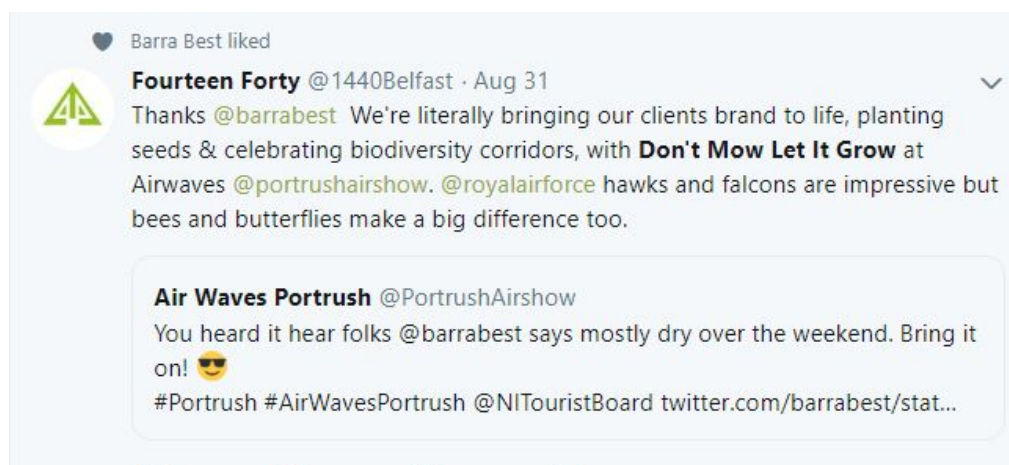 Barra Best liked
Fourteen Forty @1440Belfast · Aug 31
Thanks @barrabest  We're literally bringing our clients brand to life, planting
seeds & celebrating biodiversity corridors, with Don't Mow Let It Grow at
Airwaves @portrushairshow. @royalairforce hawks and falcons are impressive but
bees and butterflies make a big difference too.
Air Waves Portrush @PortrushAirshow
You heard it hear folks @barrabest says mostly dry over the weekend. Bring it
on! 😎
#Portrush #AirWavesPortrush @NITouristBoard twitter.com/barrabest/stat...